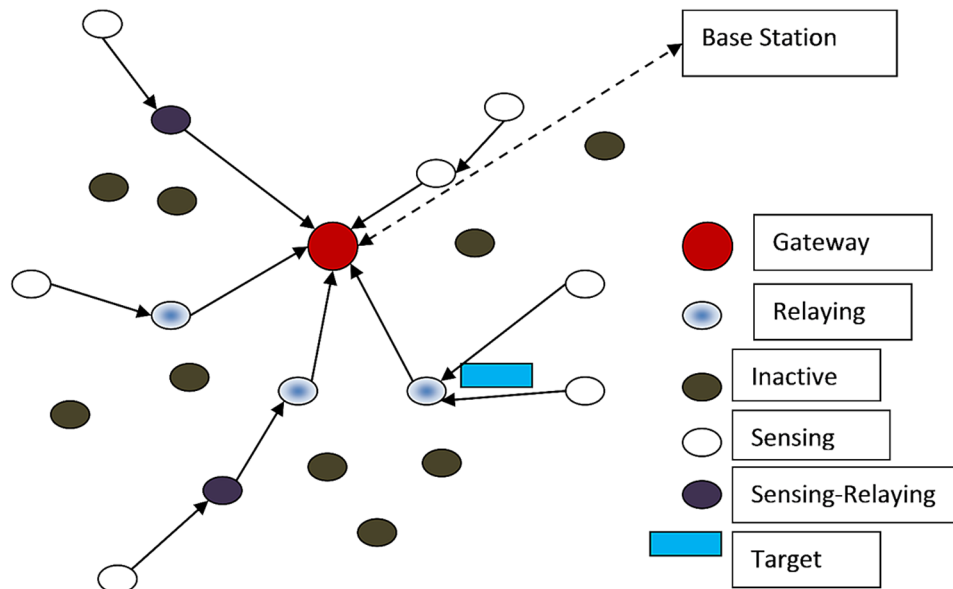 Base Station
Gateway
Relaying
Inactive
Sensing
Sensing-Relaying
Target